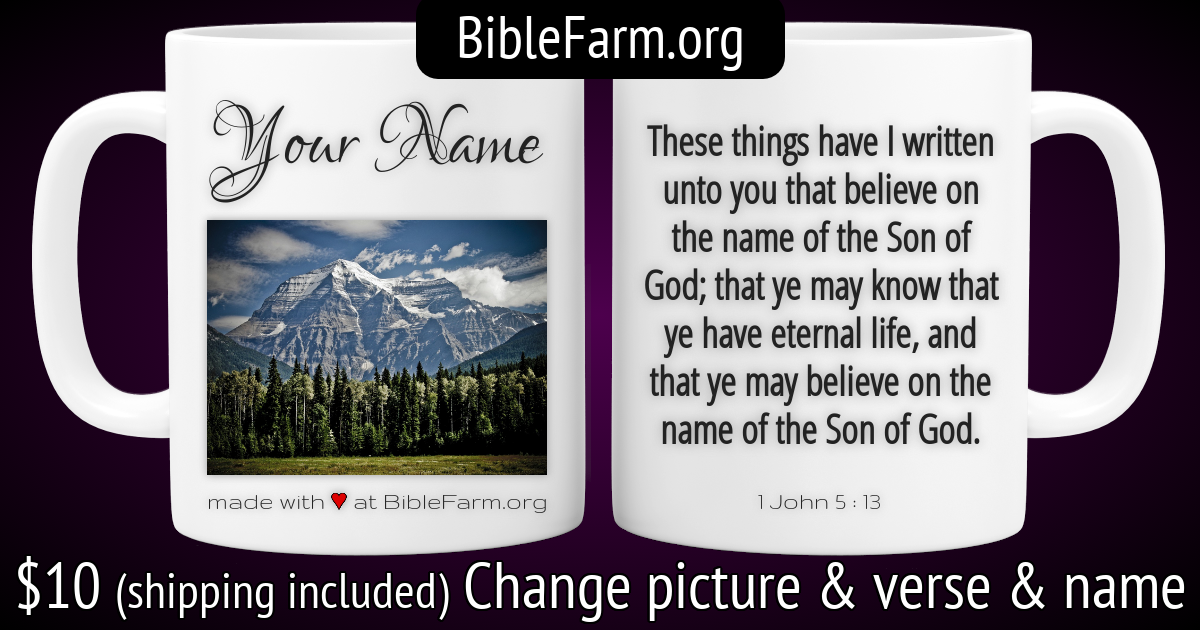 BibleFarm.org
Your Name
made with ♥ at BibleFarm.org
These things have I written
unto you that believe on
the name of the Son of
God; that ye may know that
ye have eternal life, and
that ye may believe on the
name of the Son of God.
1 John 5 : 13
$10 (shipping included) Change picture & verse & name